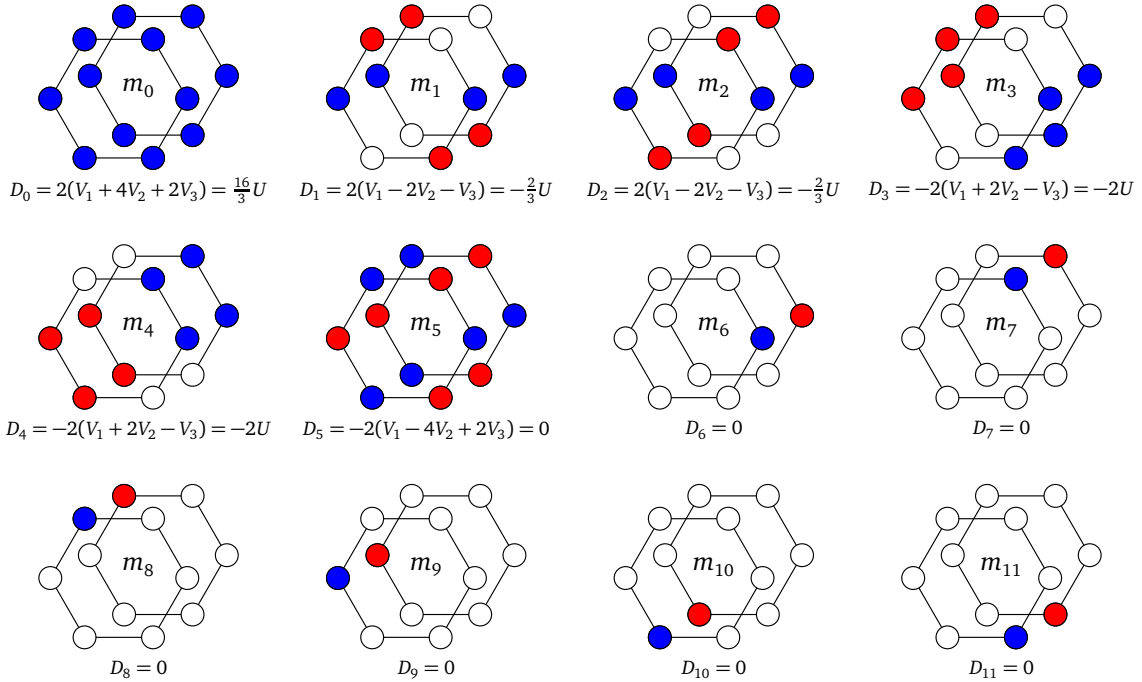 m₀ m₁ m₂ m₃
D₀ = 2(V₁ + 4V₂ + 2V₃) = 16/3 U D₁ = 2(V₁ − 2V₂ − V₃) = −2/3 U D₂ = 2(V₁ − 2V₂ − V₃) = −2/3 U D₃ = −2(V₁ + 2V₂ − V₃) = −2U
m₄ m₅ m₆ m₇
D₄ = −2(V₁ + 2V₂ − V₃) = −2U D₅ = −2(V₁ − 4V₂ + 2V₃) = 0 D₆ = 0 D₇ = 0
m₈ m₉ m₁₀ m₁₁
D₈ = 0 D₉ = 0 D₁₀ = 0 D₁₁ = 0